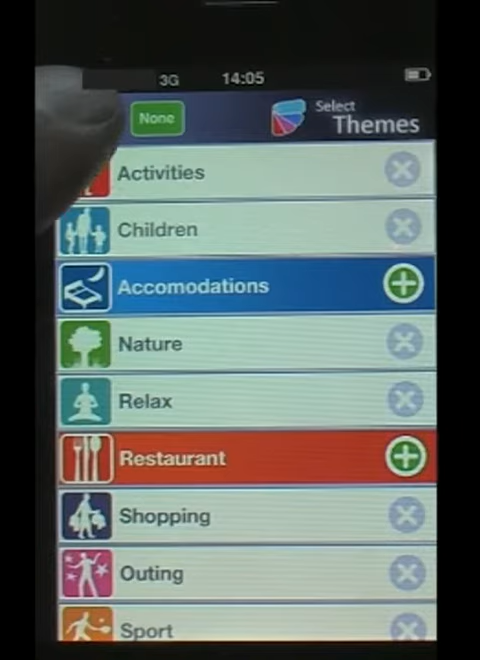 3G 14:05
None
Select
Themes
Activities
Children
Accomodations
Nature
Relax
Restaurant
Shopping
Outing
Sport